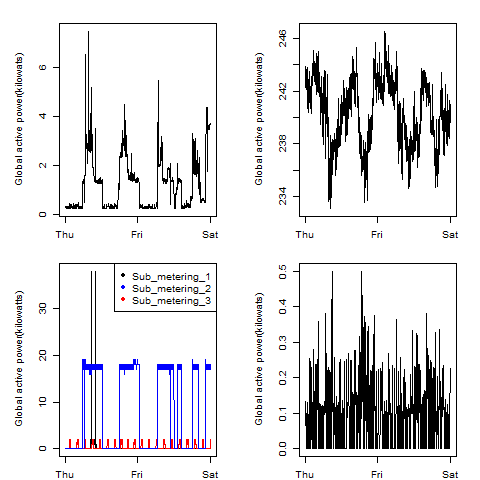 Global active power(kilowatts)
0 2 4 6
Thu Fri Sat
Global active power(kilowatts)
234 238 242 246
Thu Fri Sat
Global active power(kilowatts)
0 10 20 30
Sub_metering_1
Sub_metering_2
Sub_metering_3
Thu Fri Sat
Global active power(kilowatts)
0.0 0.1 0.2 0.3 0.4 0.5
Thu Fri Sat